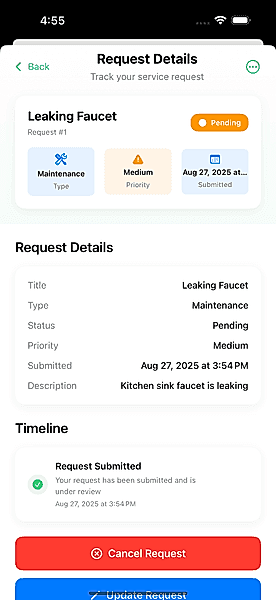 4:55
Back
Request Details
Track your service request
Leaking Faucet
Request #1
Pending
Maintenance
Type
Medium
Priority
Aug 27, 2025 at...
Submitted
Request Details
Title Leaking Faucet
Type Maintenance
Status Pending
Priority Medium
Submitted Aug 27, 2025 at 3:54 PM
Description Kitchen sink faucet is leaking
Timeline
Request Submitted
Your request has been submitted and is
under review
Aug 27, 2025 at 3:54 PM
Cancel Request
Update Request